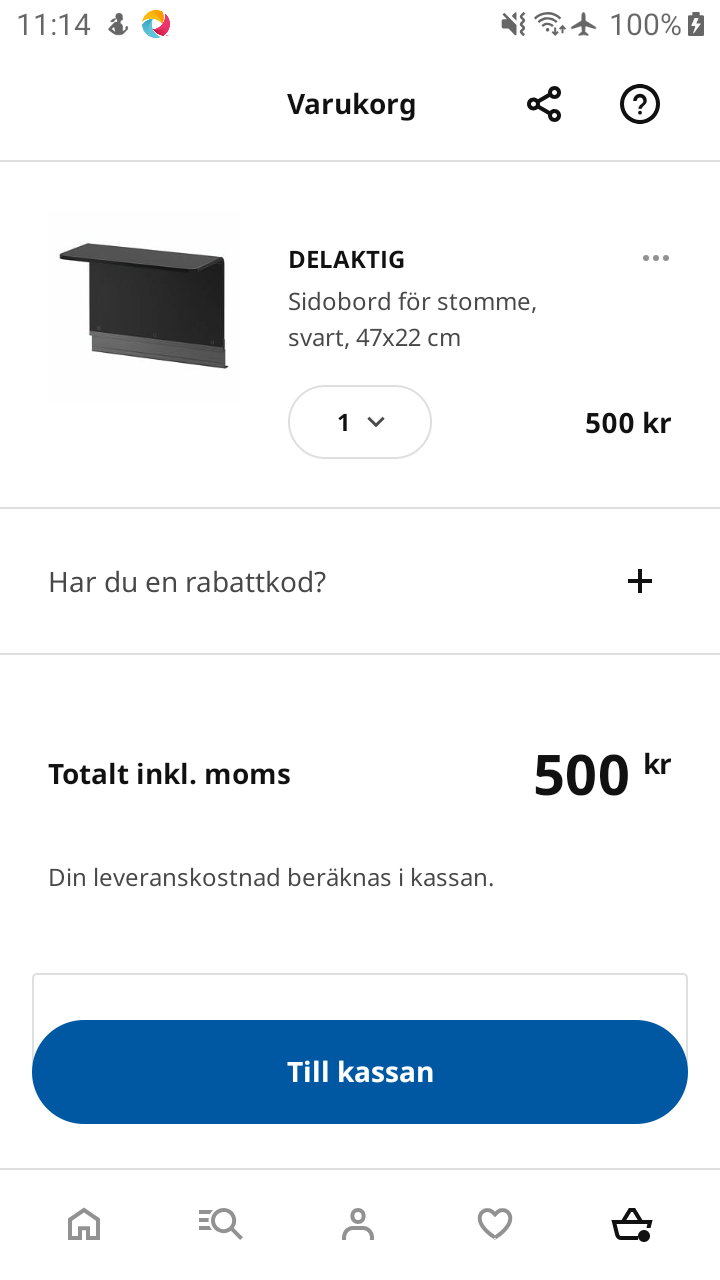 11:14
100%
Varukorg
DELAKTIG
Sidobord för stomme,
svart, 47x22 cm
1
500 kr
Har du en rabattkod?
Totalt inkl. moms
500 kr
Din leveranskostnad beräknas i kassan.
Till kassan